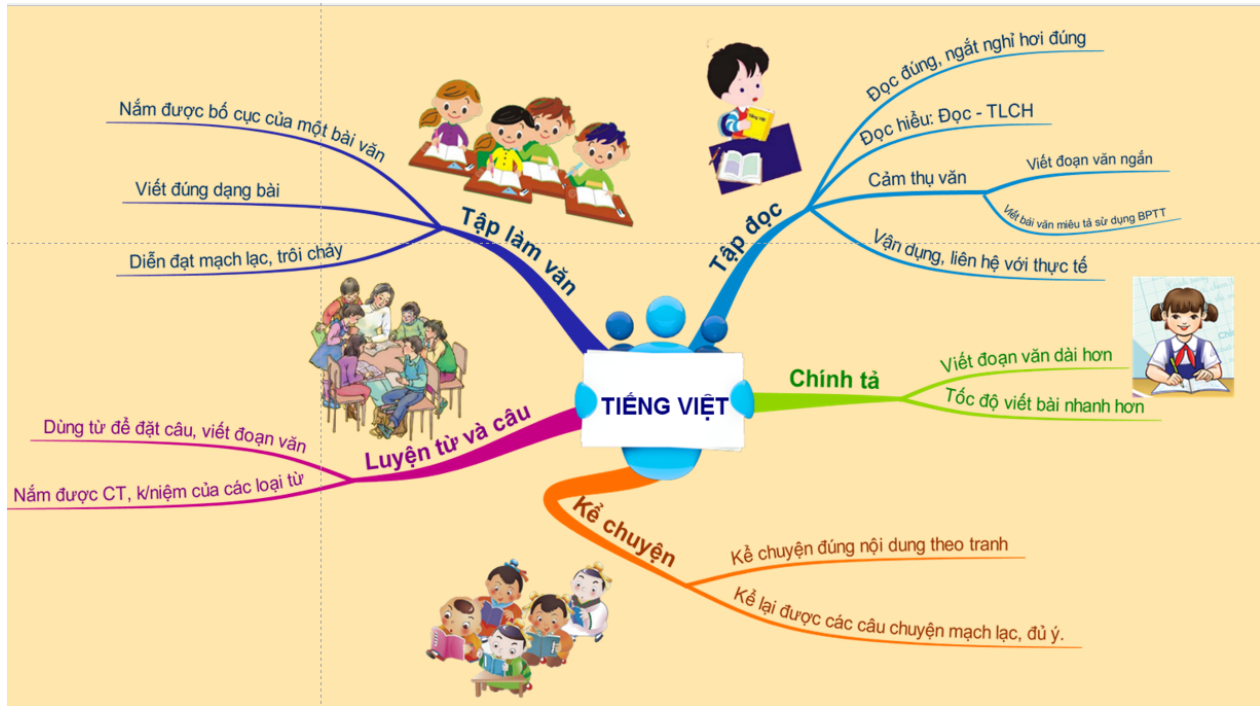 TIẾNG VIỆT
Tập đọc
Đọc đúng, ngắt nghỉ hơi đúng
Đọc hiểu: Đọc - TLCH
Cảm thụ văn
Viết đoạn văn ngắn
Viết bài văn miêu tả sử dụng BPTT
Vận dụng, liên hệ với thực tế
Chính tả
Viết đoạn văn dài hơn
Tốc độ viết bài nhanh hơn
Kể chuyện
Kể chuyện đúng nội dung theo tranh
Kể lại được các câu chuyện mạch lạc, đủ ý.
Luyện từ và câu
Dùng từ để đặt câu, viết đoạn văn
Nắm được CT, k/niệm của các loại từ
Tập làm văn
Nắm được bố cục của một bài văn
Viết đúng dạng bài
Diễn đạt mạch lạc, trôi chảy